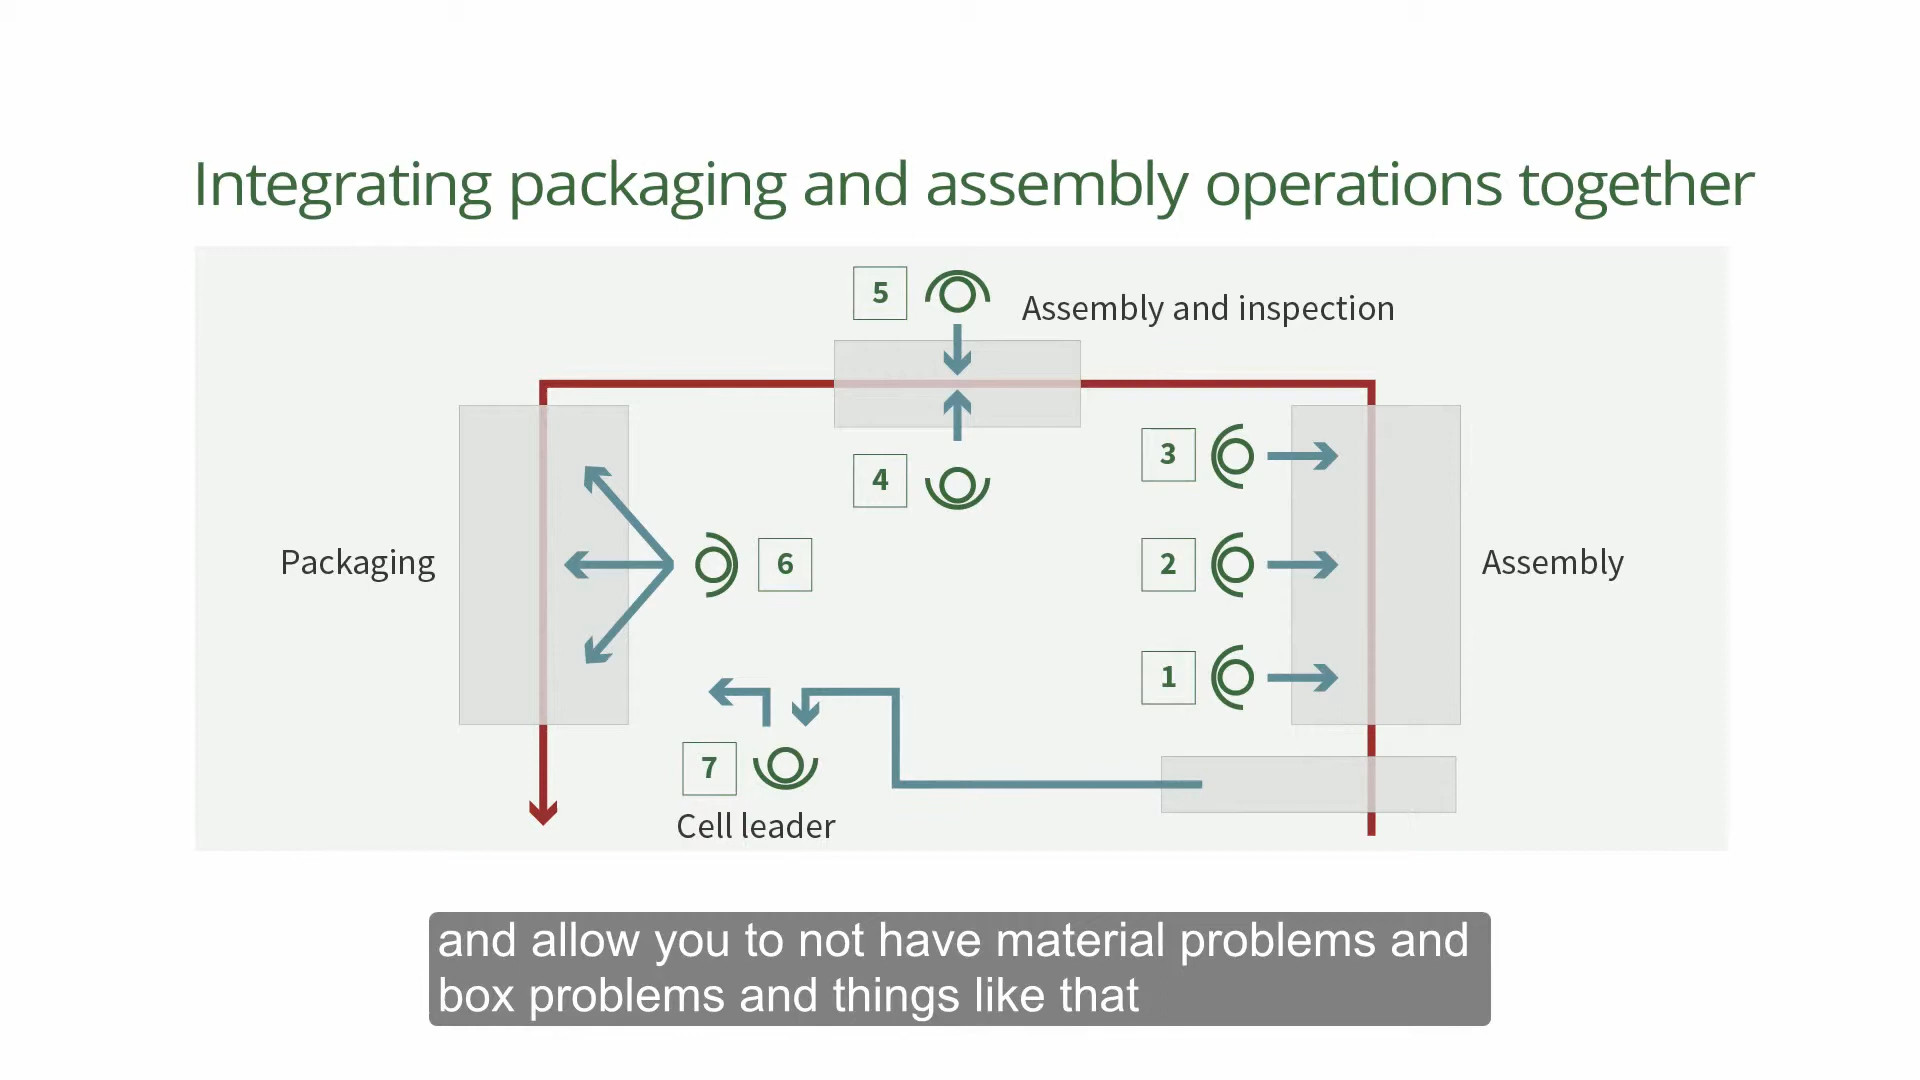 Integrating packaging and assembly operations together
5
Assembly and inspection
4
3
Packaging
6
2
Assembly
1
7
Cell leader
and allow you to not have material problems and
box problems and things like that